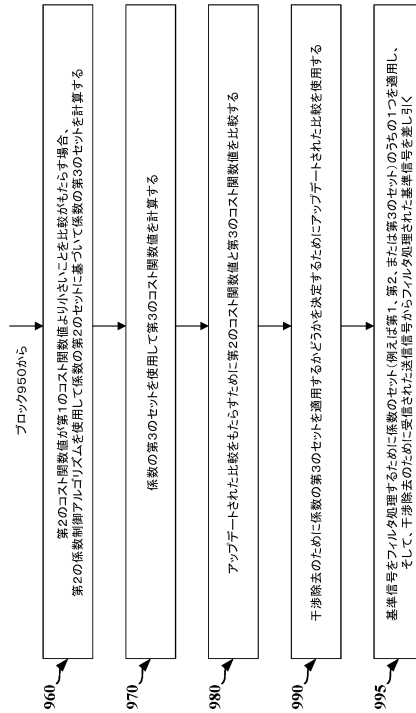 ブロック950から
第2のコスト関数値が第1のコスト関数値より小さいことを比較がもたらす場合、
第2の係数制御アルゴリズムを使用して係数の第2のセットに基づいて係数の第3のセットを計算する
960
係数の第3のセットを使用して第3のコスト関数値を計算する
970
アップデートされた比較をもたらすために第2のコスト関数値と第3のコスト関数値を比較する
980
干渉除去のために係数の第3のセットを適用するかどうかを決定するためにアップデートされた比較を使用する
990
基準信号をフィルタ処理するために係数のセット(例えば第1、第2、または第3のセット)のうちの1つを適用し、
そして、干渉除去のために受信された送信信号からフィルタ処理された基準信号を差し引く
995